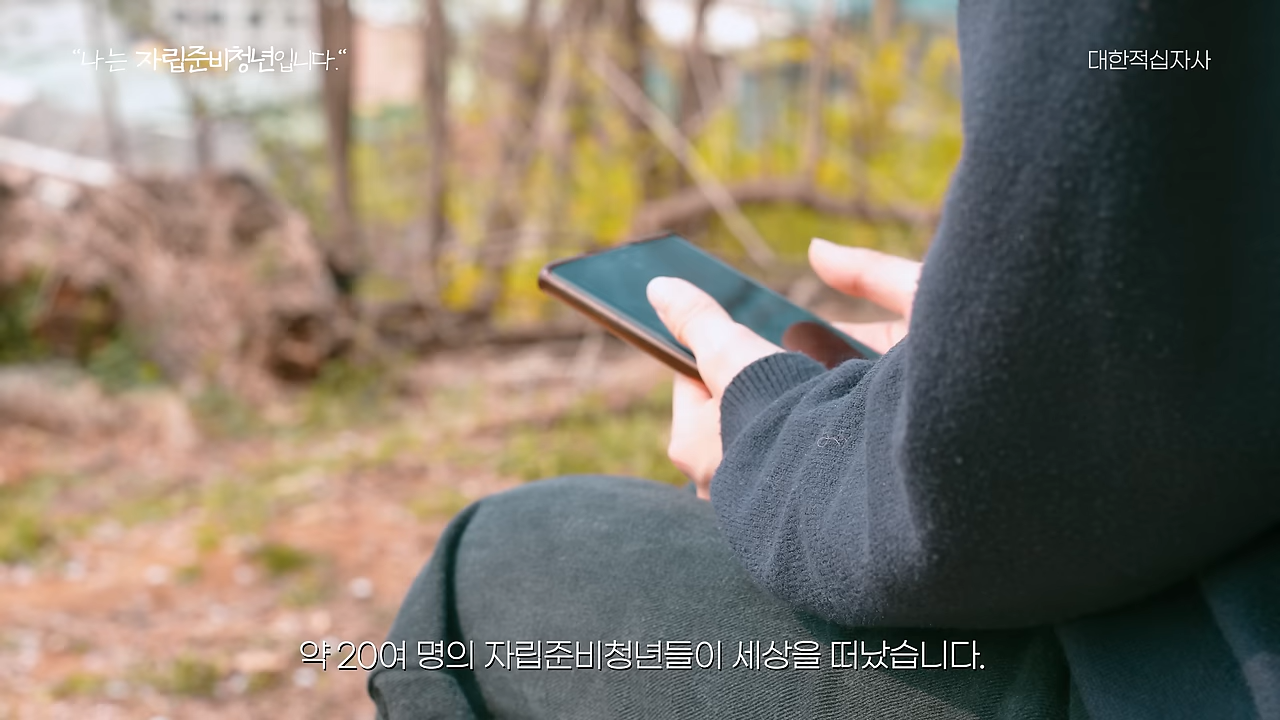 “나는 자립준비청년입니다.“
대한적십자사
약 20여 명의 자립준비청년들이 세상을 떠났습니다.